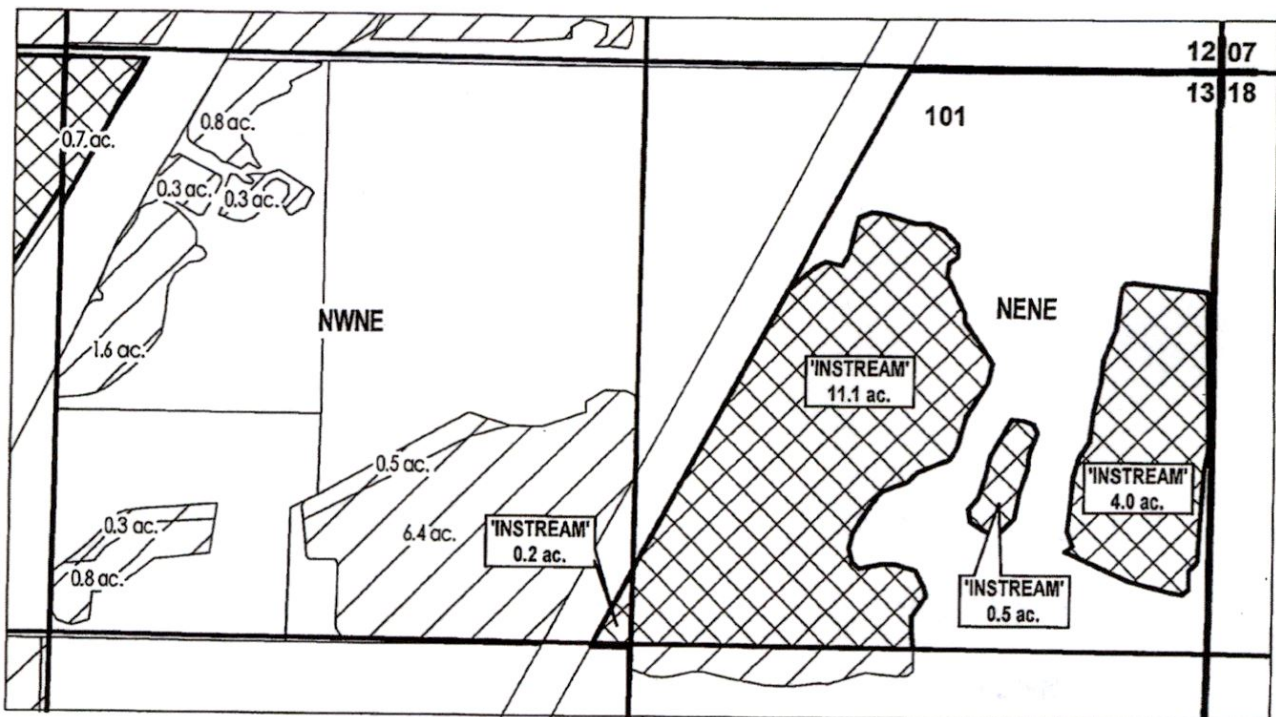 12 07
13 18
101
0.7 ac.
0.8 ac.
0.3 ac.
0.3 ac.
NWNE
NENE
1.6 ac.
'INSTREAM'
11.1 ac.
0.5 ac.
'INSTREAM'
4.0 ac.
0.3 ac.
6.4 ac.
'INSTREAM'
0.2 ac.
0.8 ac.
'INSTREAM'
0.5 ac.